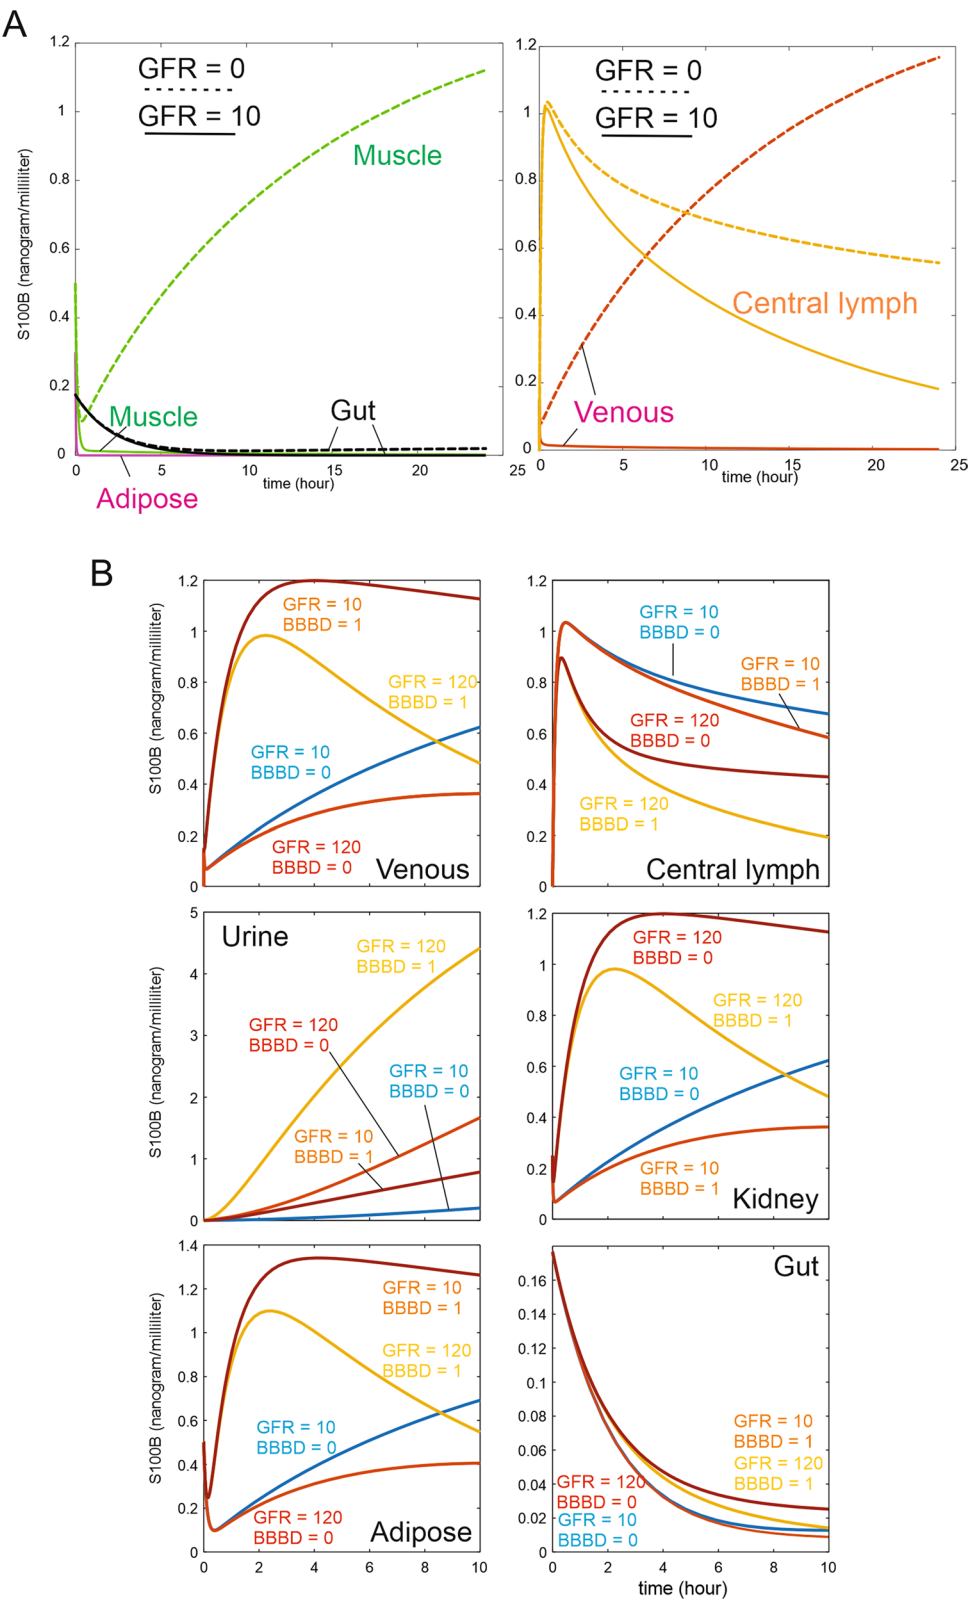 A
1.2
1
0.8
0.6
0.4
0.2
0
S100B (nanogram/milliliter)
GFR = 0
GFR = 10
Muscle
Muscle
Gut
Adipose
0
5
10
15
20
25
time (hour)
1.2
1
0.8
0.6
0.4
0.2
0
GFR = 0
GFR = 10
Central lymph
Venous
0
5
10
15
20
25
time (hour)
B
S100B (nanogram/milliliter)
1.2
1
0.8
0.6
0.4
0.2
0
GFR = 10
BBBD = 1
GFR = 120
BBBD = 1
GFR = 10
BBBD = 0
GFR = 120
BBBD = 0
Venous
1.2
1
0.8
0.6
0.4
0.2
0
GFR = 10
BBBD = 0
GFR = 10
BBBD = 1
GFR = 120
BBBD = 0
GFR = 120
BBBD = 1
Central lymph
S100B (nanogram/milliliter)
5
4
3
2
1
0
Urine
GFR = 120
BBBD = 1
GFR = 120
BBBD = 0
GFR = 10
BBBD = 0
GFR = 10
BBBD = 1
1.2
1
0.8
0.6
0.4
0.2
0
GFR = 120
BBBD = 0
GFR = 120
BBBD = 1
GFR = 10
BBBD = 0
GFR = 10
BBBD = 1
Kidney
S100B (nanogram/milliliter)
1.4
1.2
1
0.8
0.6
0.4
0.2
0
GFR = 10
BBBD = 1
GFR = 120
BBBD = 1
GFR = 10
BBBD = 0
GFR = 120
BBBD = 0
Adipose
0
2
4
6
8
10
0.16
0.14
0.12
0.1
0.08
0.06
0.04
0.02
0
Gut
GFR = 10
BBBD = 1
GFR = 120
BBBD = 1
GFR = 120
BBBD = 0
GFR = 10
BBBD = 0
0
2
4
6
8
10
time (hour)